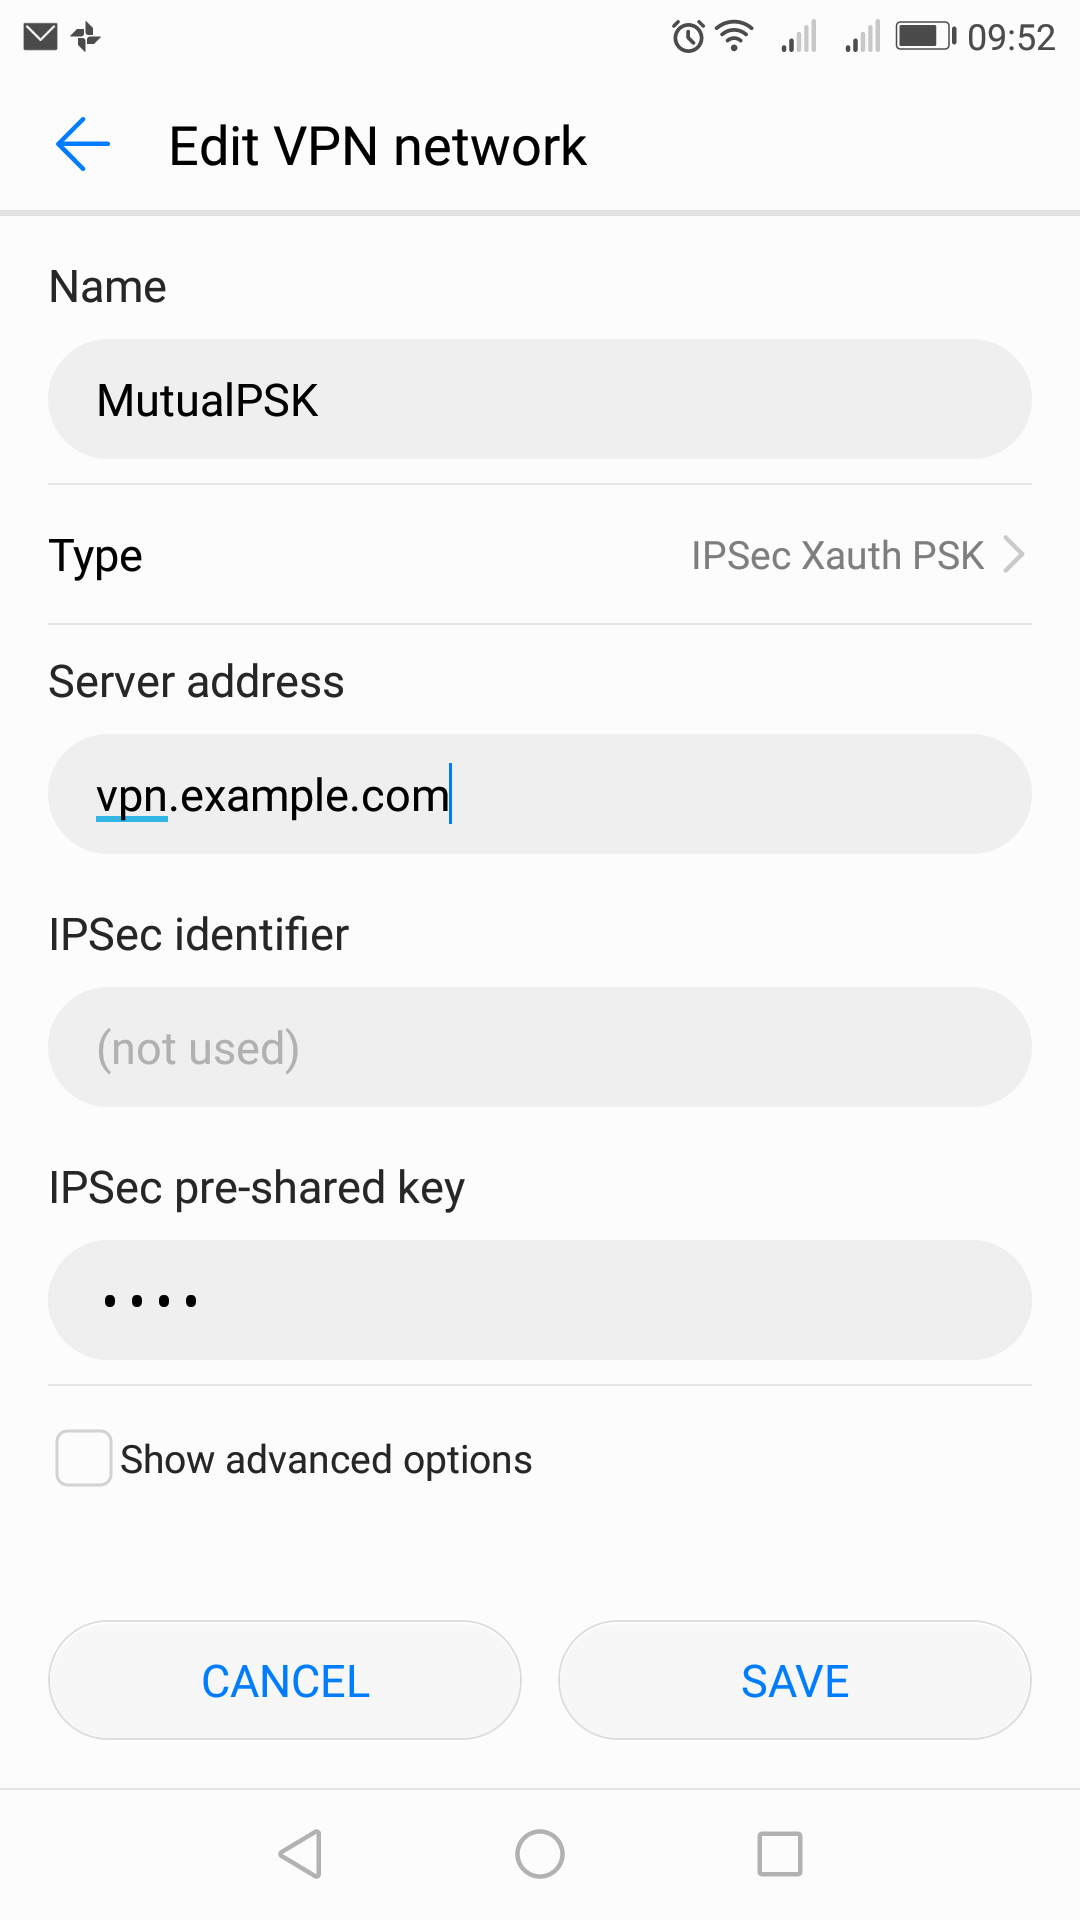 09:52
Edit VPN network
Name
MutualPSK
Type IPSec Xauth PSK
Server address
vpn.example.com
IPSec identifier
(not used)
IPSec pre-shared key
••••
Show advanced options
CANCEL SAVE